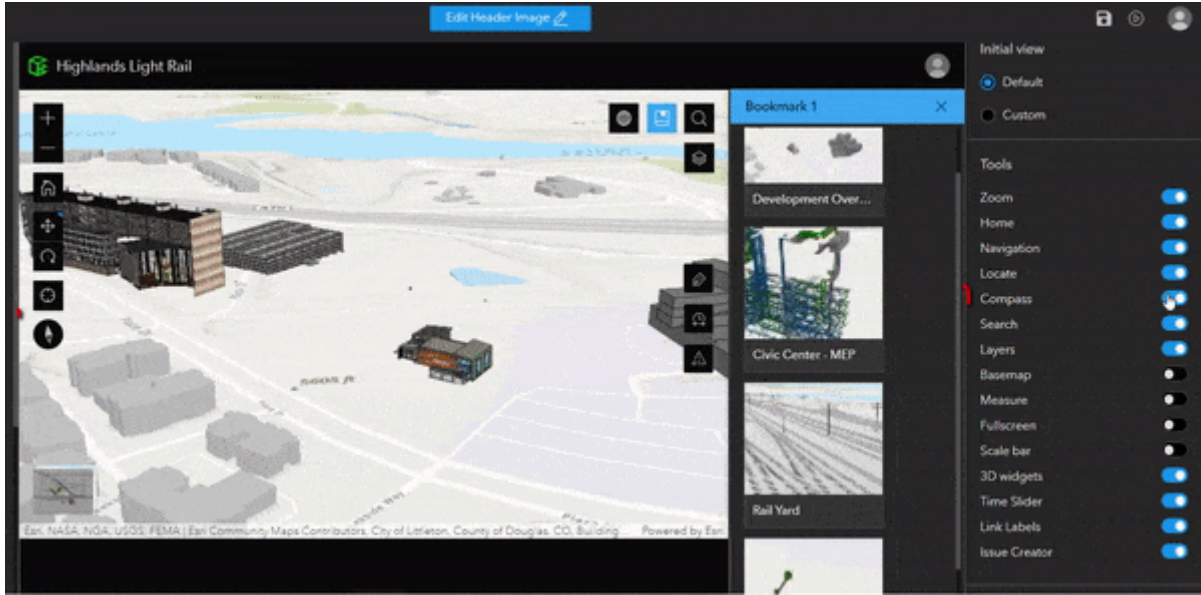 Edit Header Image
Highlands Light Rail
Bookmark 1
Development Over...
Civic Center - MEP
Rail Yard
Esri, NASA, NGA, USGS, FEMA | Esri Community Maps Contributors, City of Littleton, County of Douglas, CO, Building
Powered by Esri
Initial view
Default
Custom
Tools
Zoom
Home
Navigation
Locate
Compass
Search
Layers
Basemap
Measure
Fullscreen
Scale bar
3D widgets
Time Slider
Link Labels
Issue Creator